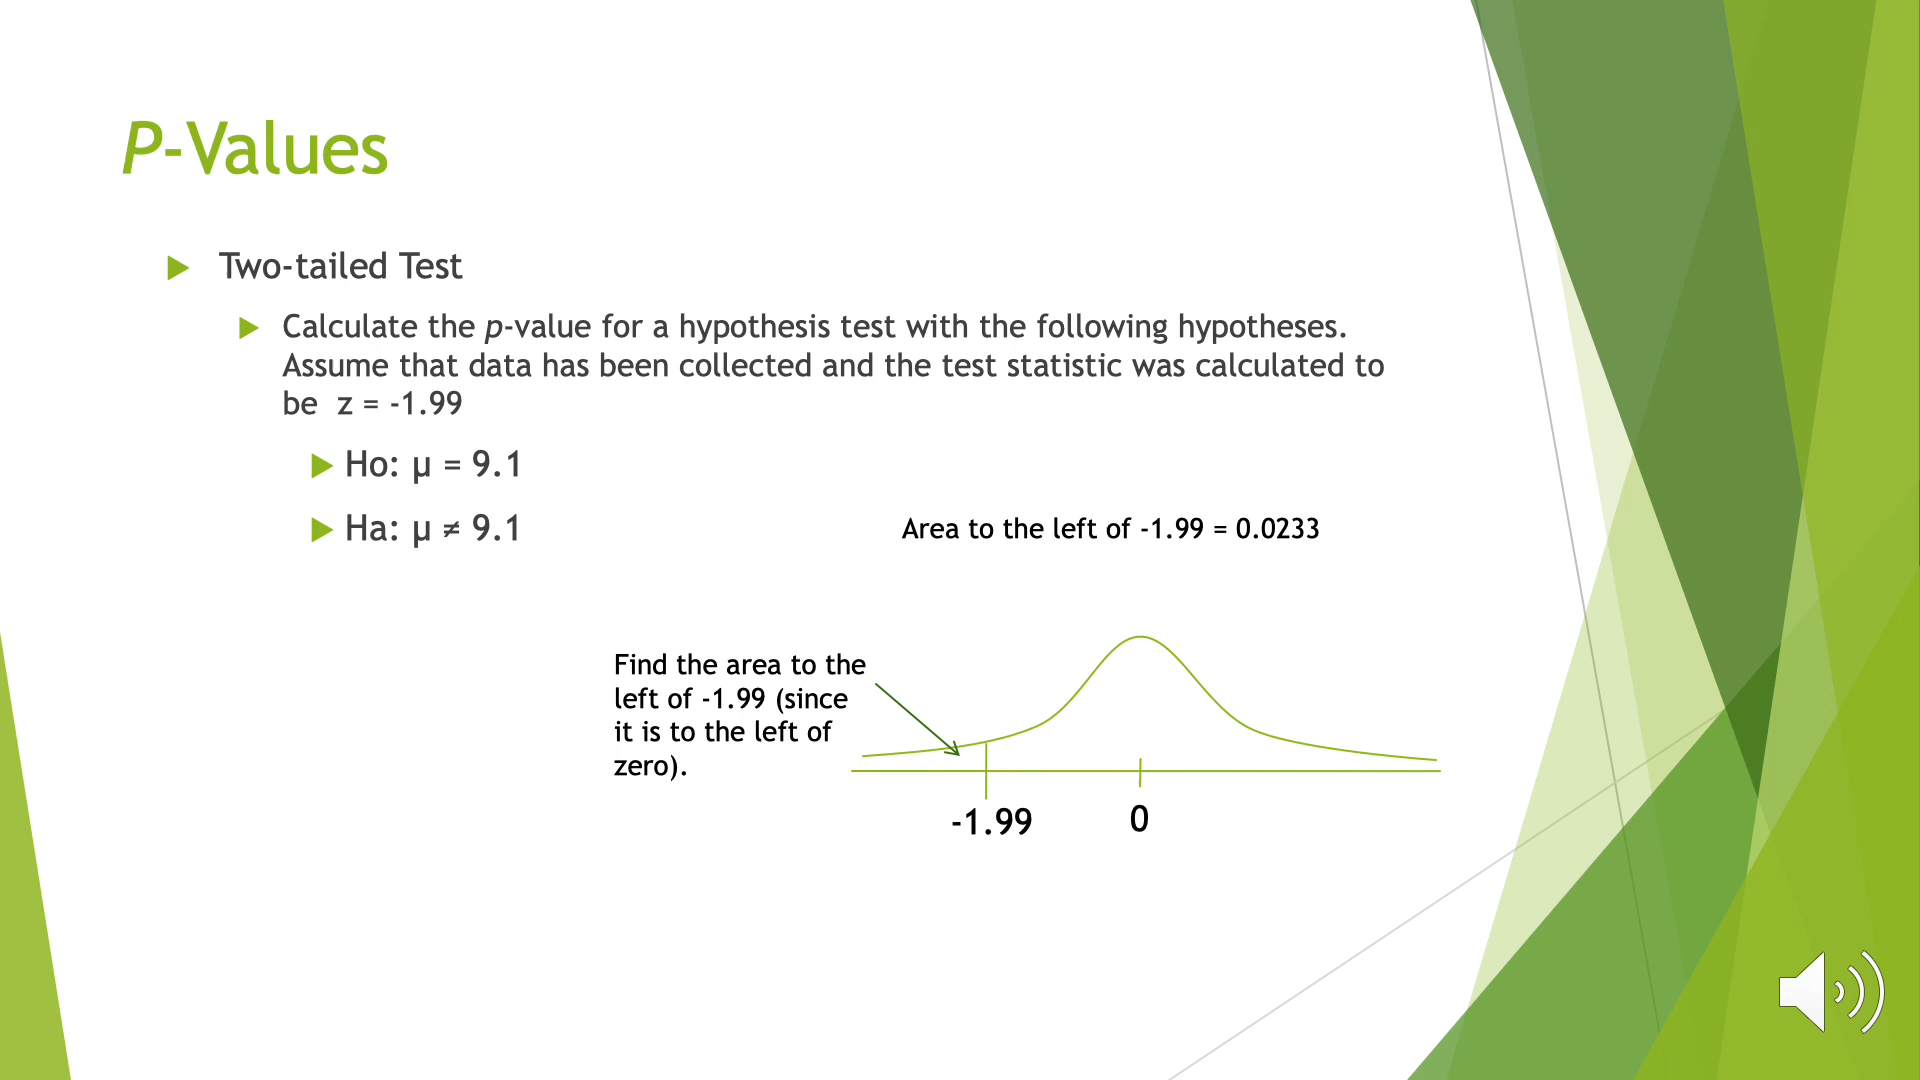 P-Values
Two-tailed Test
Calculate the p-value for a hypothesis test with the following hypotheses.
Assume that data has been collected and the test statistic was calculated to
be  z = -1.99
Ho: µ = 9.1
Ha: µ ≠ 9.1
Area to the left of -1.99 = 0.0233
Find the area to the
left of -1.99 (since
it is to the left of
zero).
-1.99
0